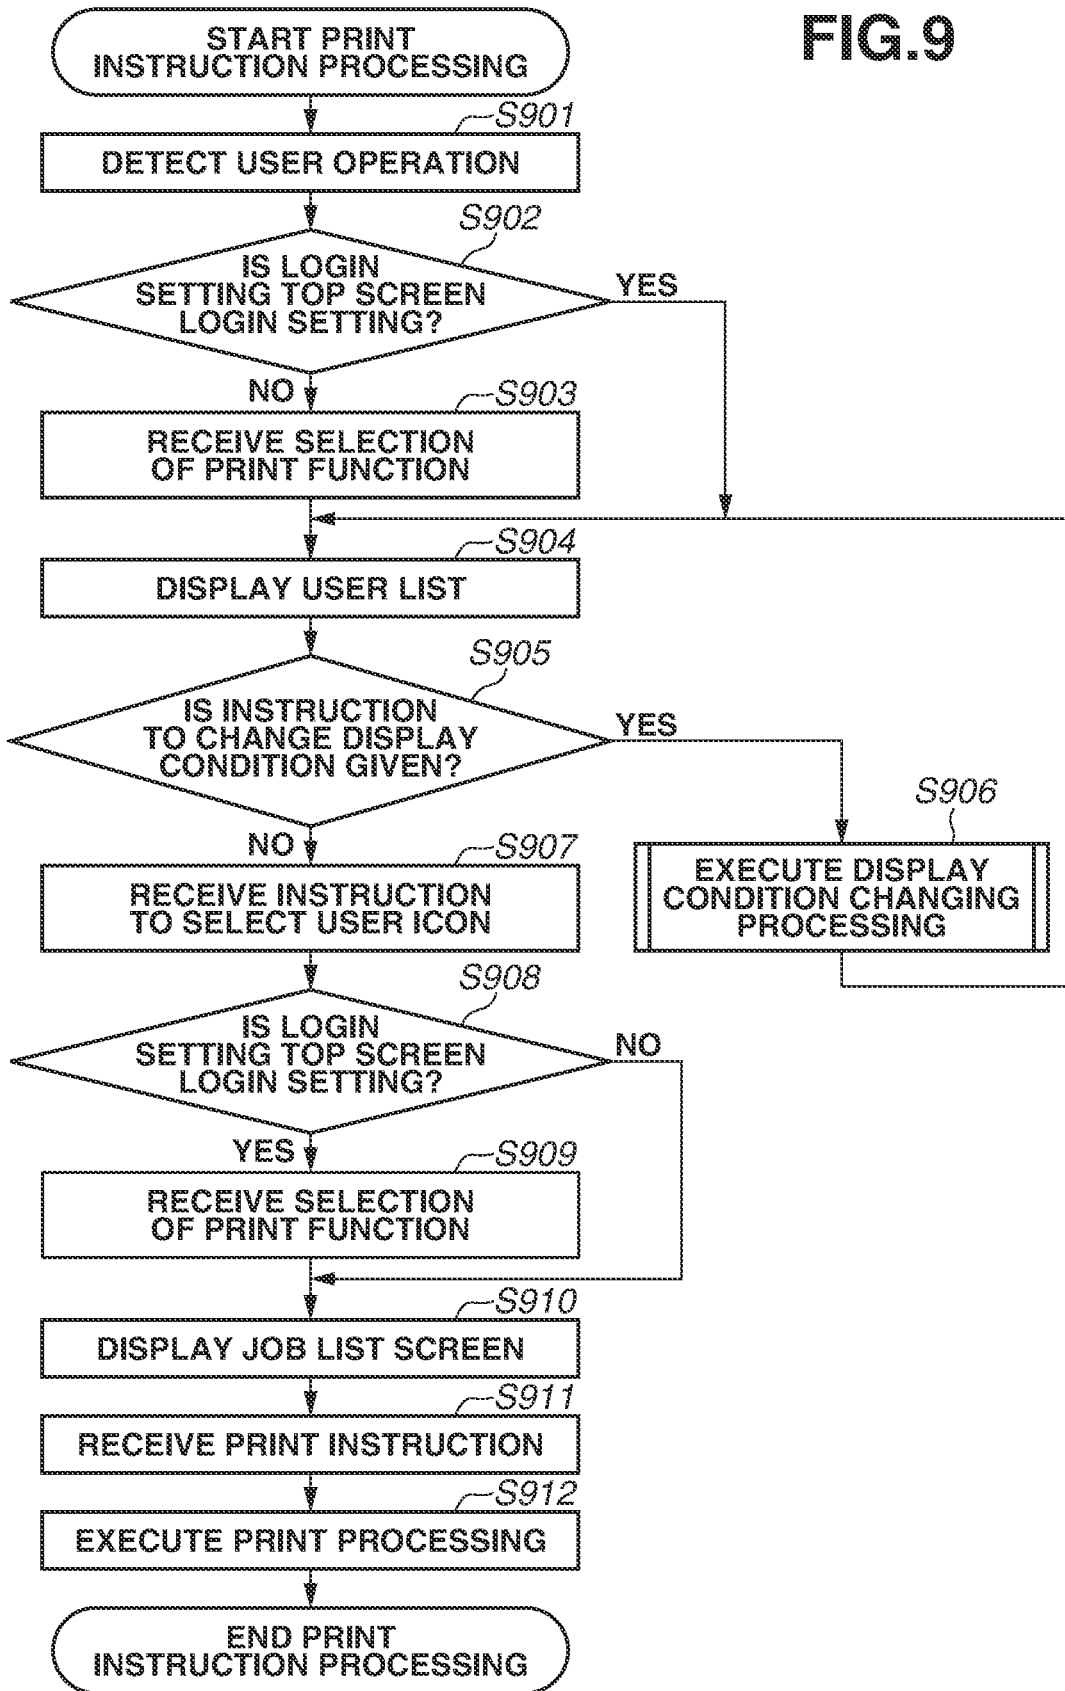 FIG.9
START PRINT
INSTRUCTION PROCESSING
S901
DETECT USER OPERATION
S902
IS LOGIN
SETTING TOP SCREEN
LOGIN SETTING?
YES
NO
S903
RECEIVE SELECTION
OF PRINT FUNCTION
S904
DISPLAY USER LIST
S905
IS INSTRUCTION
TO CHANGE DISPLAY
CONDITION GIVEN?
YES
S906
EXECUTE DISPLAY
CONDITION CHANGING
PROCESSING
NO
S907
RECEIVE INSTRUCTION
TO SELECT USER ICON
S908
IS LOGIN
SETTING TOP SCREEN
LOGIN SETTING?
NO
YES
S909
RECEIVE SELECTION
OF PRINT FUNCTION
S910
DISPLAY JOB LIST SCREEN
S911
RECEIVE PRINT INSTRUCTION
S912
EXECUTE PRINT PROCESSING
END PRINT
INSTRUCTION PROCESSING